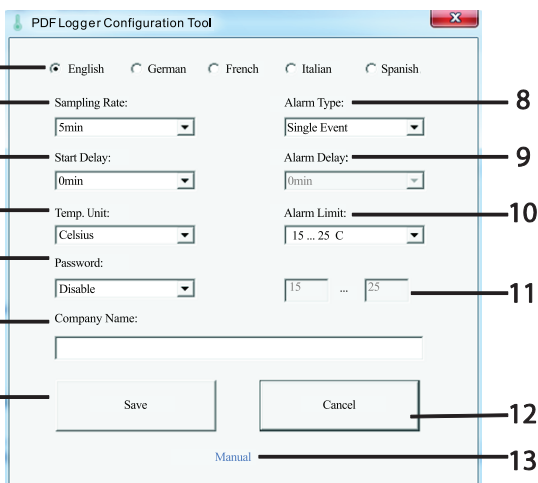 PDF Logger Configuration Tool
English German French Italian Spanish
Sampling Rate: Alarm Type: 8
5min Single Event
Start Delay: Alarm Delay: 9
0min 0min
Temp. Unit: Alarm Limit: 10
Celsius 15 ... 25 C
Password:
Disable 15 ... 25 11
Company Name:
Save Cancel 12
Manual 13